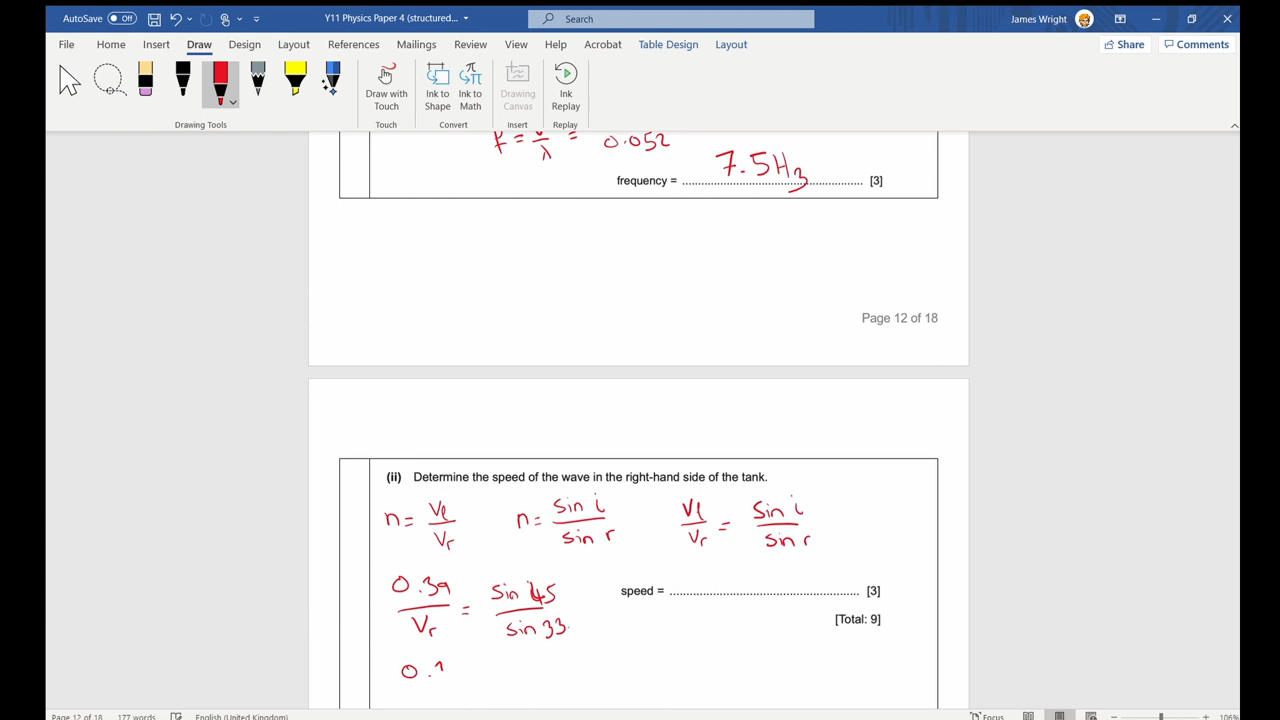 AutoSave Off Y11 Physics Paper 4 (structured... Search James Wright
File Home Insert Draw Design Layout References Mailings Review View Help Acrobat Table Design Layout Share Comments
Draw with Touch Ink to Shape Ink to Math Drawing Canvas Ink Replay
Drawing Tools Touch Convert Insert Replay
f = v/λ = 0.052
7.5Hz
frequency = ........................................................ [3]
Page 12 of 18
(ii) Determine the speed of the wave in the right-hand side of the tank.
n = vl/vr n = sin i/sin r vl/vr = sin i/sin r
0.39/vr = sin 45/sin 33
speed = ........................................................ [3]
[Total: 9]
0.
Page 12 of 18 177 words English (United Kingdom) Focus 106%